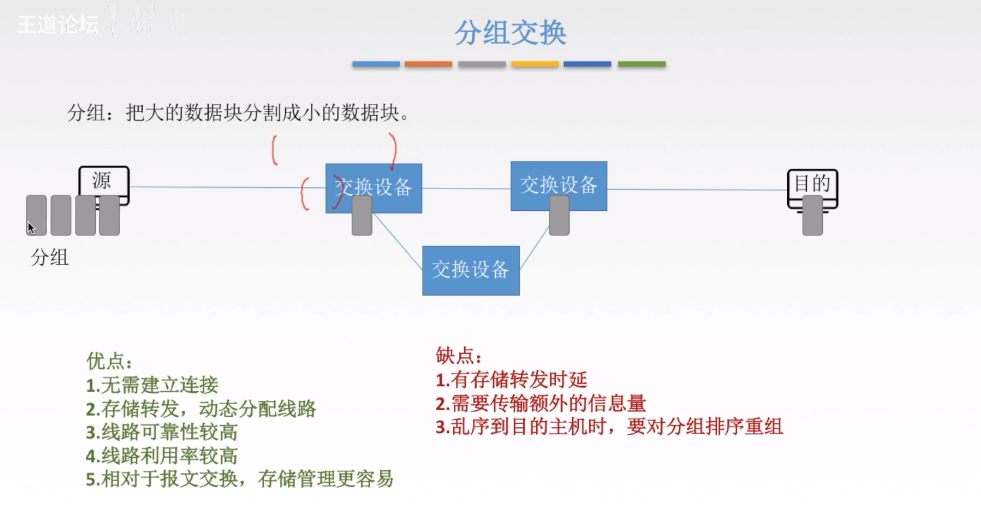 王道论坛
分组交换
分组：把大的数据块分割成小的数据块。
源
交换设备
交换设备
目的
分组
交换设备
优点：
1.无需建立连接
2.存储转发，动态分配线路
3.线路可靠性较高
4.线路利用率较高
5.相对于报文交换，存储管理更容易
缺点：
1.有存储转发时延
2.需要传输额外的信息量
3.乱序到目的主机时，要对分组排序重组